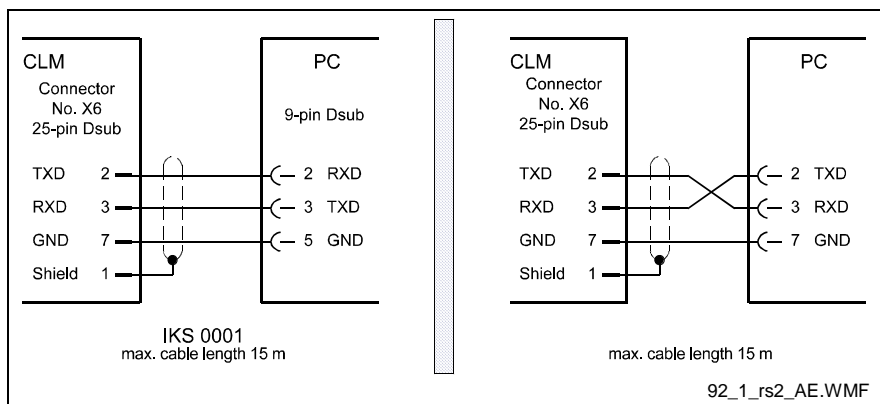 CLM
PC
Connector
No. X6
25-pin Dsub
9-pin Dsub
TXD 2 2 RXD
RXD 3 3 TXD
GND 7 5 GND
Shield 1
IKS 0001
max. cable length 15 m
CLM
PC
Connector
No. X6
25-pin Dsub
TXD 2 2 TXD
RXD 3 3 RXD
GND 7 7 GND
Shield 1
max. cable length 15 m
92_1_rs2_AE.WMF